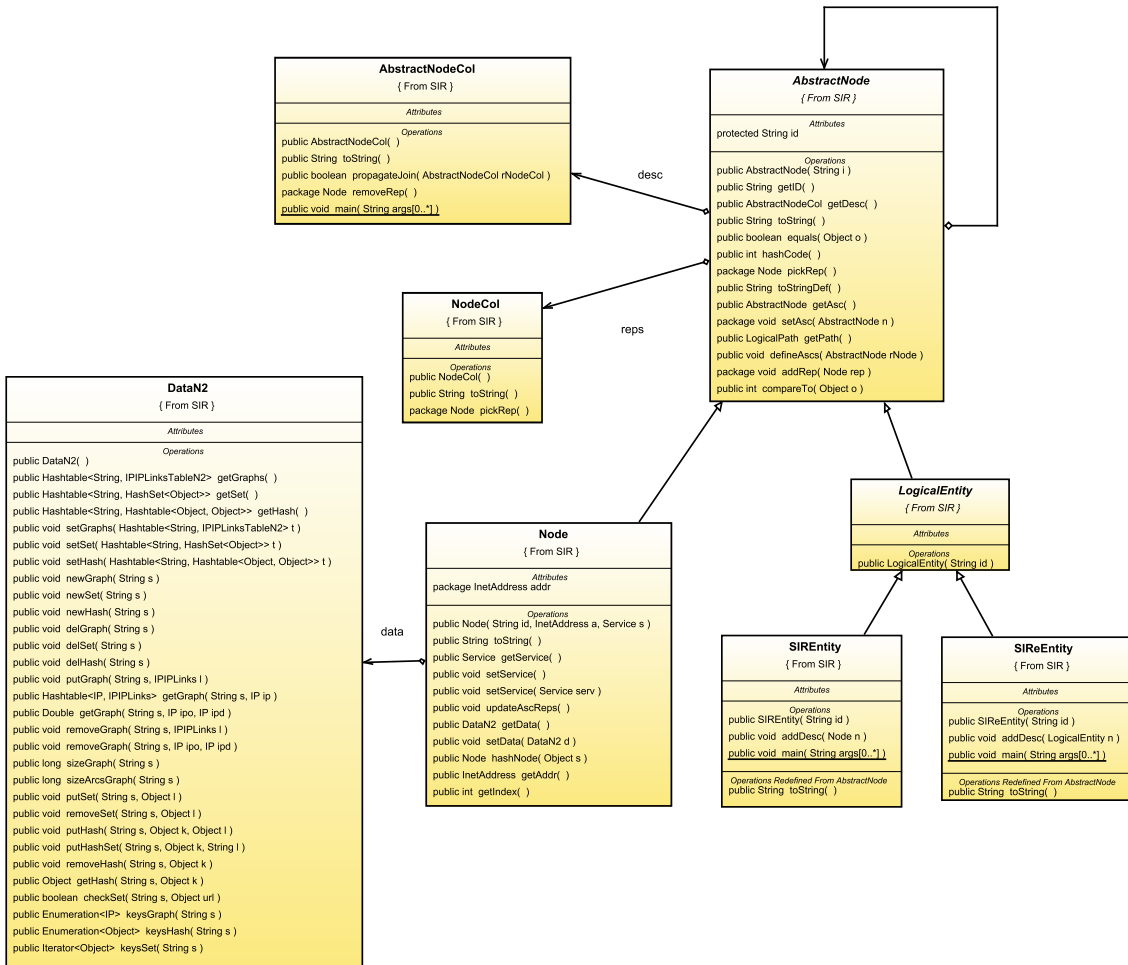 AbstractNodeCol
{ From SIR }
Attributes
Operations
public AbstractNodeCol( )
public String toString( )
public boolean propagateJoin( AbstractNodeCol rNodeCol )
package Node removeRep( )
public void main( String args[0..*] )
desc
AbstractNode
{ From SIR }
Attributes
protected String id
Operations
public AbstractNode( String i )
public String getID( )
public AbstractNodeCol getDesc( )
public String toString( )
public boolean equals( Object o )
public int hashCode( )
package Node pickRep( )
public String toStringDef( )
public AbstractNode getAsc( )
package void setAsc( AbstractNode n )
public LogicalPath getPath( )
public void defineAscs( AbstractNode rNode )
package void addRep( Node rep )
public int compareTo( Object o )
NodeCol
{ From SIR }
Attributes
Operations
public NodeCol( )
public String toString( )
package Node pickRep( )
reps
DataN2
{ From SIR }
Attributes
Operations
public DataN2( )
public Hashtable<String, IPIPLinksTableN2> getGraphs( )
public Hashtable<String, HashSet<Object>> getSet( )
public Hashtable<String, Hashtable<Object, Object>> getHash( )
public void setGraphs( Hashtable<String, IPIPLinksTableN2> t )
public void setSet( Hashtable<String, HashSet<Object>> t )
public void setHash( Hashtable<String, Hashtable<Object, Object>> t )
public void newGraph( String s )
public void newSet( String s )
public void newHash( String s )
public void delGraph( String s )
public void delSet( String s )
public void delHash( String s )
public void putGraph( String s, IPIPLinks l )
public Hashtable<IP, IPIPLinks> getGraph( String s, IP ip )
public Double getGraph( String s, IP ipo, IP ipd )
public void removeGraph( String s, IPIPLinks l )
public void removeGraph( String s, IP ipo, IP ipd )
public long sizeGraph( String s )
public long sizeArcsGraph( String s )
public void putSet( String s, Object l )
public void removeSet( String s, Object l )
public void putHash( String s, Object k, Object l )
public void putHashSet( String s, Object k, String l )
public void removeHash( String s, Object k )
public Object getHash( String s, Object k )
public boolean checkSet( String s, Object url )
public Enumeration<IP> keysGraph( String s )
public Enumeration<Object> keysHash( String s )
public Iterator<Object> keysSet( String s )
data
Node
{ From SIR }
Attributes
package InetAddress addr
Operations
public Node( String id, InetAddress a, Service s )
public String toString( )
public Service getService( )
public void setService( )
public void setService( Service serv )
public void updateAscReps( )
public DataN2 getData( )
public void setData( DataN2 d )
public Node hashNode( Object s )
public InetAddress getAddr( )
public int getIndex( )
LogicalEntity
{ From SIR }
Attributes
Operations
public LogicalEntity( String id )
SIREntity
{ From SIR }
Attributes
Operations
public SIREntity( String id )
public void addDesc( Node n )
public void main( String args[0..*] )
Operations Redefined From AbstractNode
public String toString( )
SIReEntity
{ From SIR }
Attributes
Operations
public SIReEntity( String id )
public void addDesc( LogicalEntity n )
public void main( String args[0..*] )
Operations Redefined From AbstractNode
public String toString( )